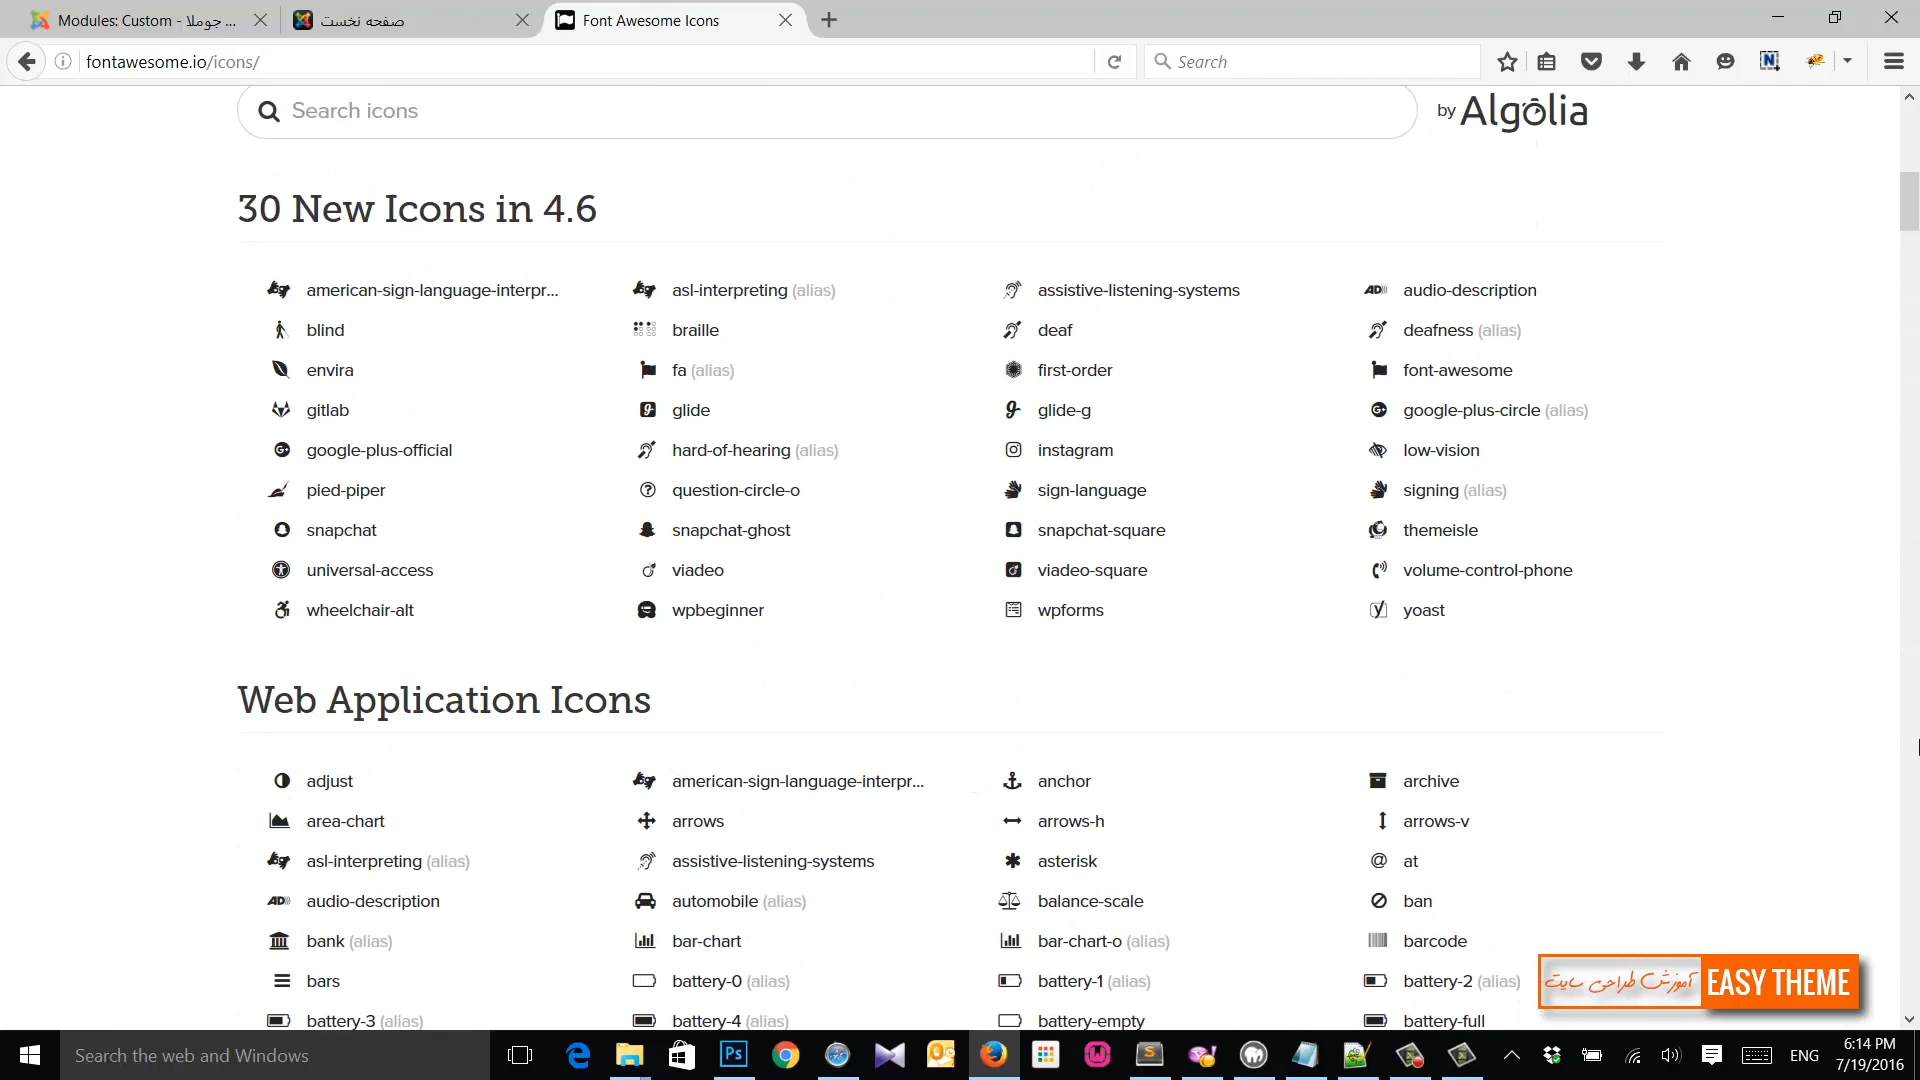 Modules: Custom - جوملا ...
صفحه نخست
Font Awesome Icons
fontawesome.io/icons/
Search
Search icons
by Algolia
30 New Icons in 4.6
american-sign-language-interpr... asl-interpreting (alias) assistive-listening-systems audio-description
blind braille deaf deafness (alias)
envira fa (alias) first-order font-awesome
gitlab glide glide-g google-plus-circle (alias)
google-plus-official hard-of-hearing (alias) instagram low-vision
pied-piper question-circle-o sign-language signing (alias)
snapchat snapchat-ghost snapchat-square themeisle
universal-access viadeo viadeo-square volume-control-phone
wheelchair-alt wpbeginner wpforms yoast
Web Application Icons
adjust american-sign-language-interpr... anchor archive
area-chart arrows arrows-h arrows-v
asl-interpreting (alias) assistive-listening-systems asterisk at
audio-description automobile (alias) balance-scale ban
bank (alias) bar-chart bar-chart-o (alias) barcode
bars battery-0 (alias) battery-1 (alias) battery-2 (alias)
battery-3 (alias) battery-4 (alias) battery-empty battery-full
آموزش طراحی سایت EASY THEME
Search the web and Windows
ENG
6:14 PM
7/19/2016